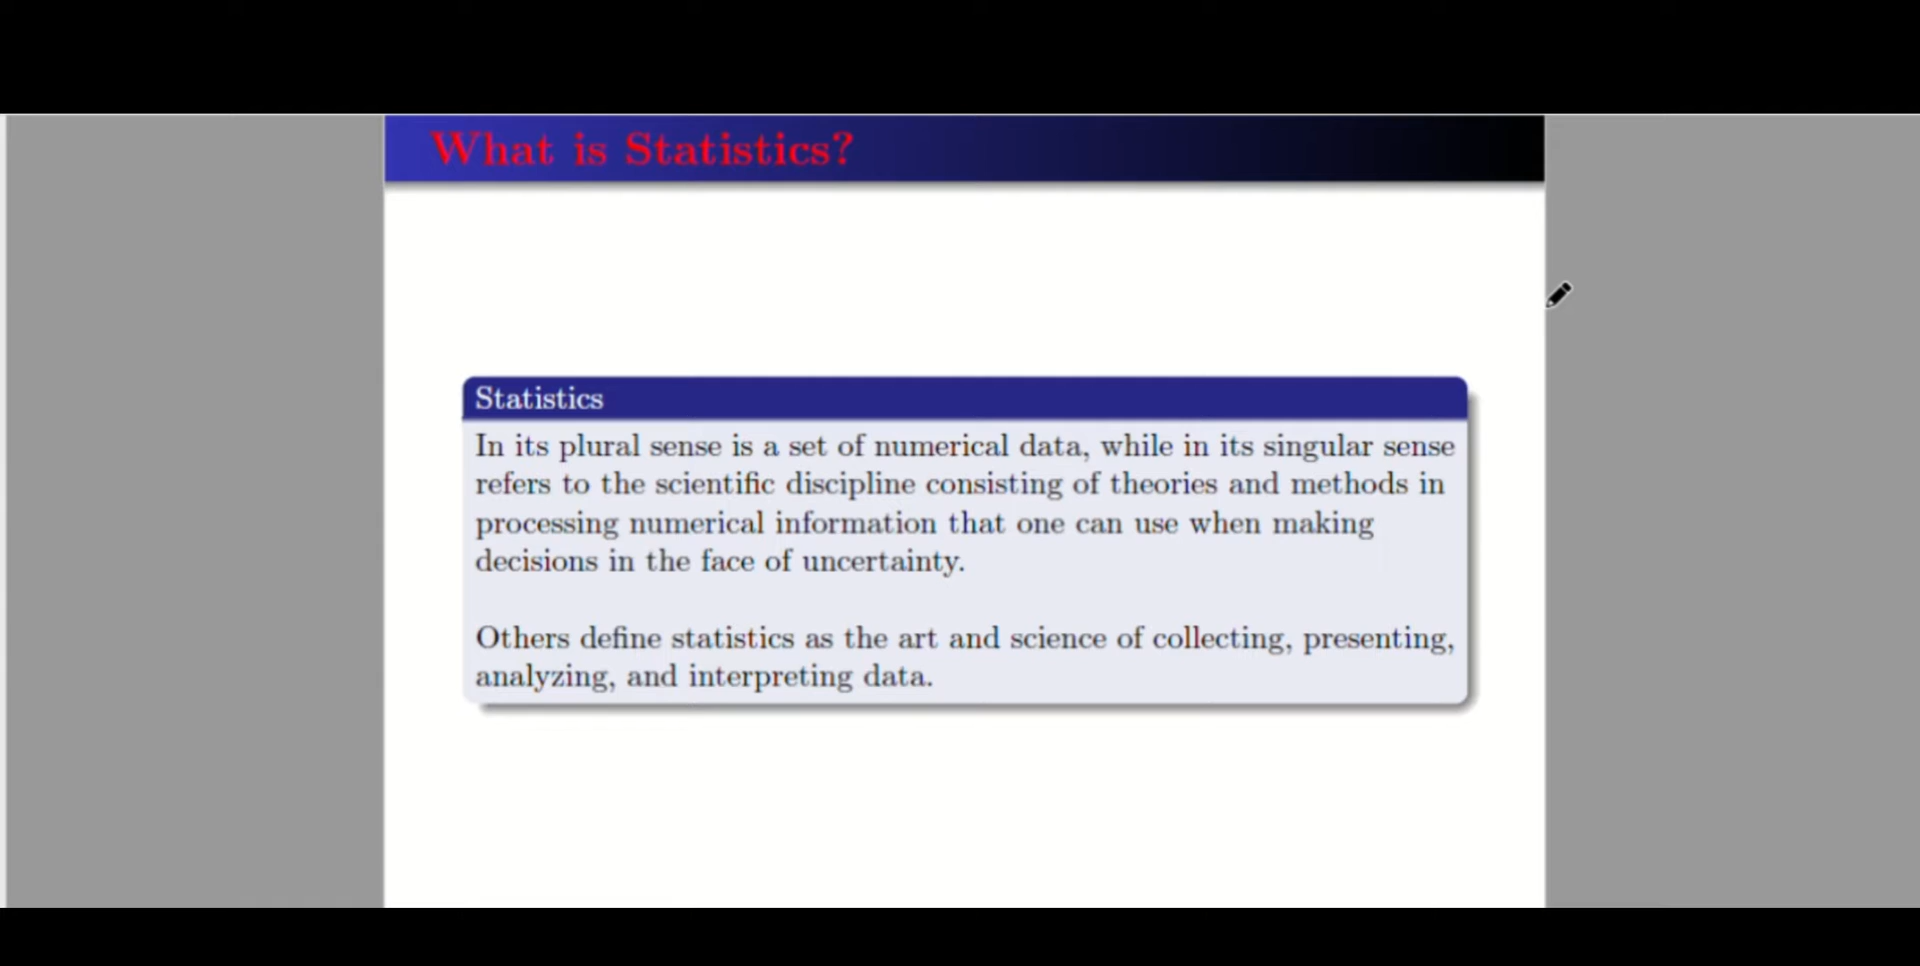 What is Statistics?
Statistics
In its plural sense is a set of numerical data, while in its singular sense
refers to the scientific discipline consisting of theories and methods in
processing numerical information that one can use when making
decisions in the face of uncertainty.
Others define statistics as the art and science of collecting, presenting,
analyzing, and interpreting data.